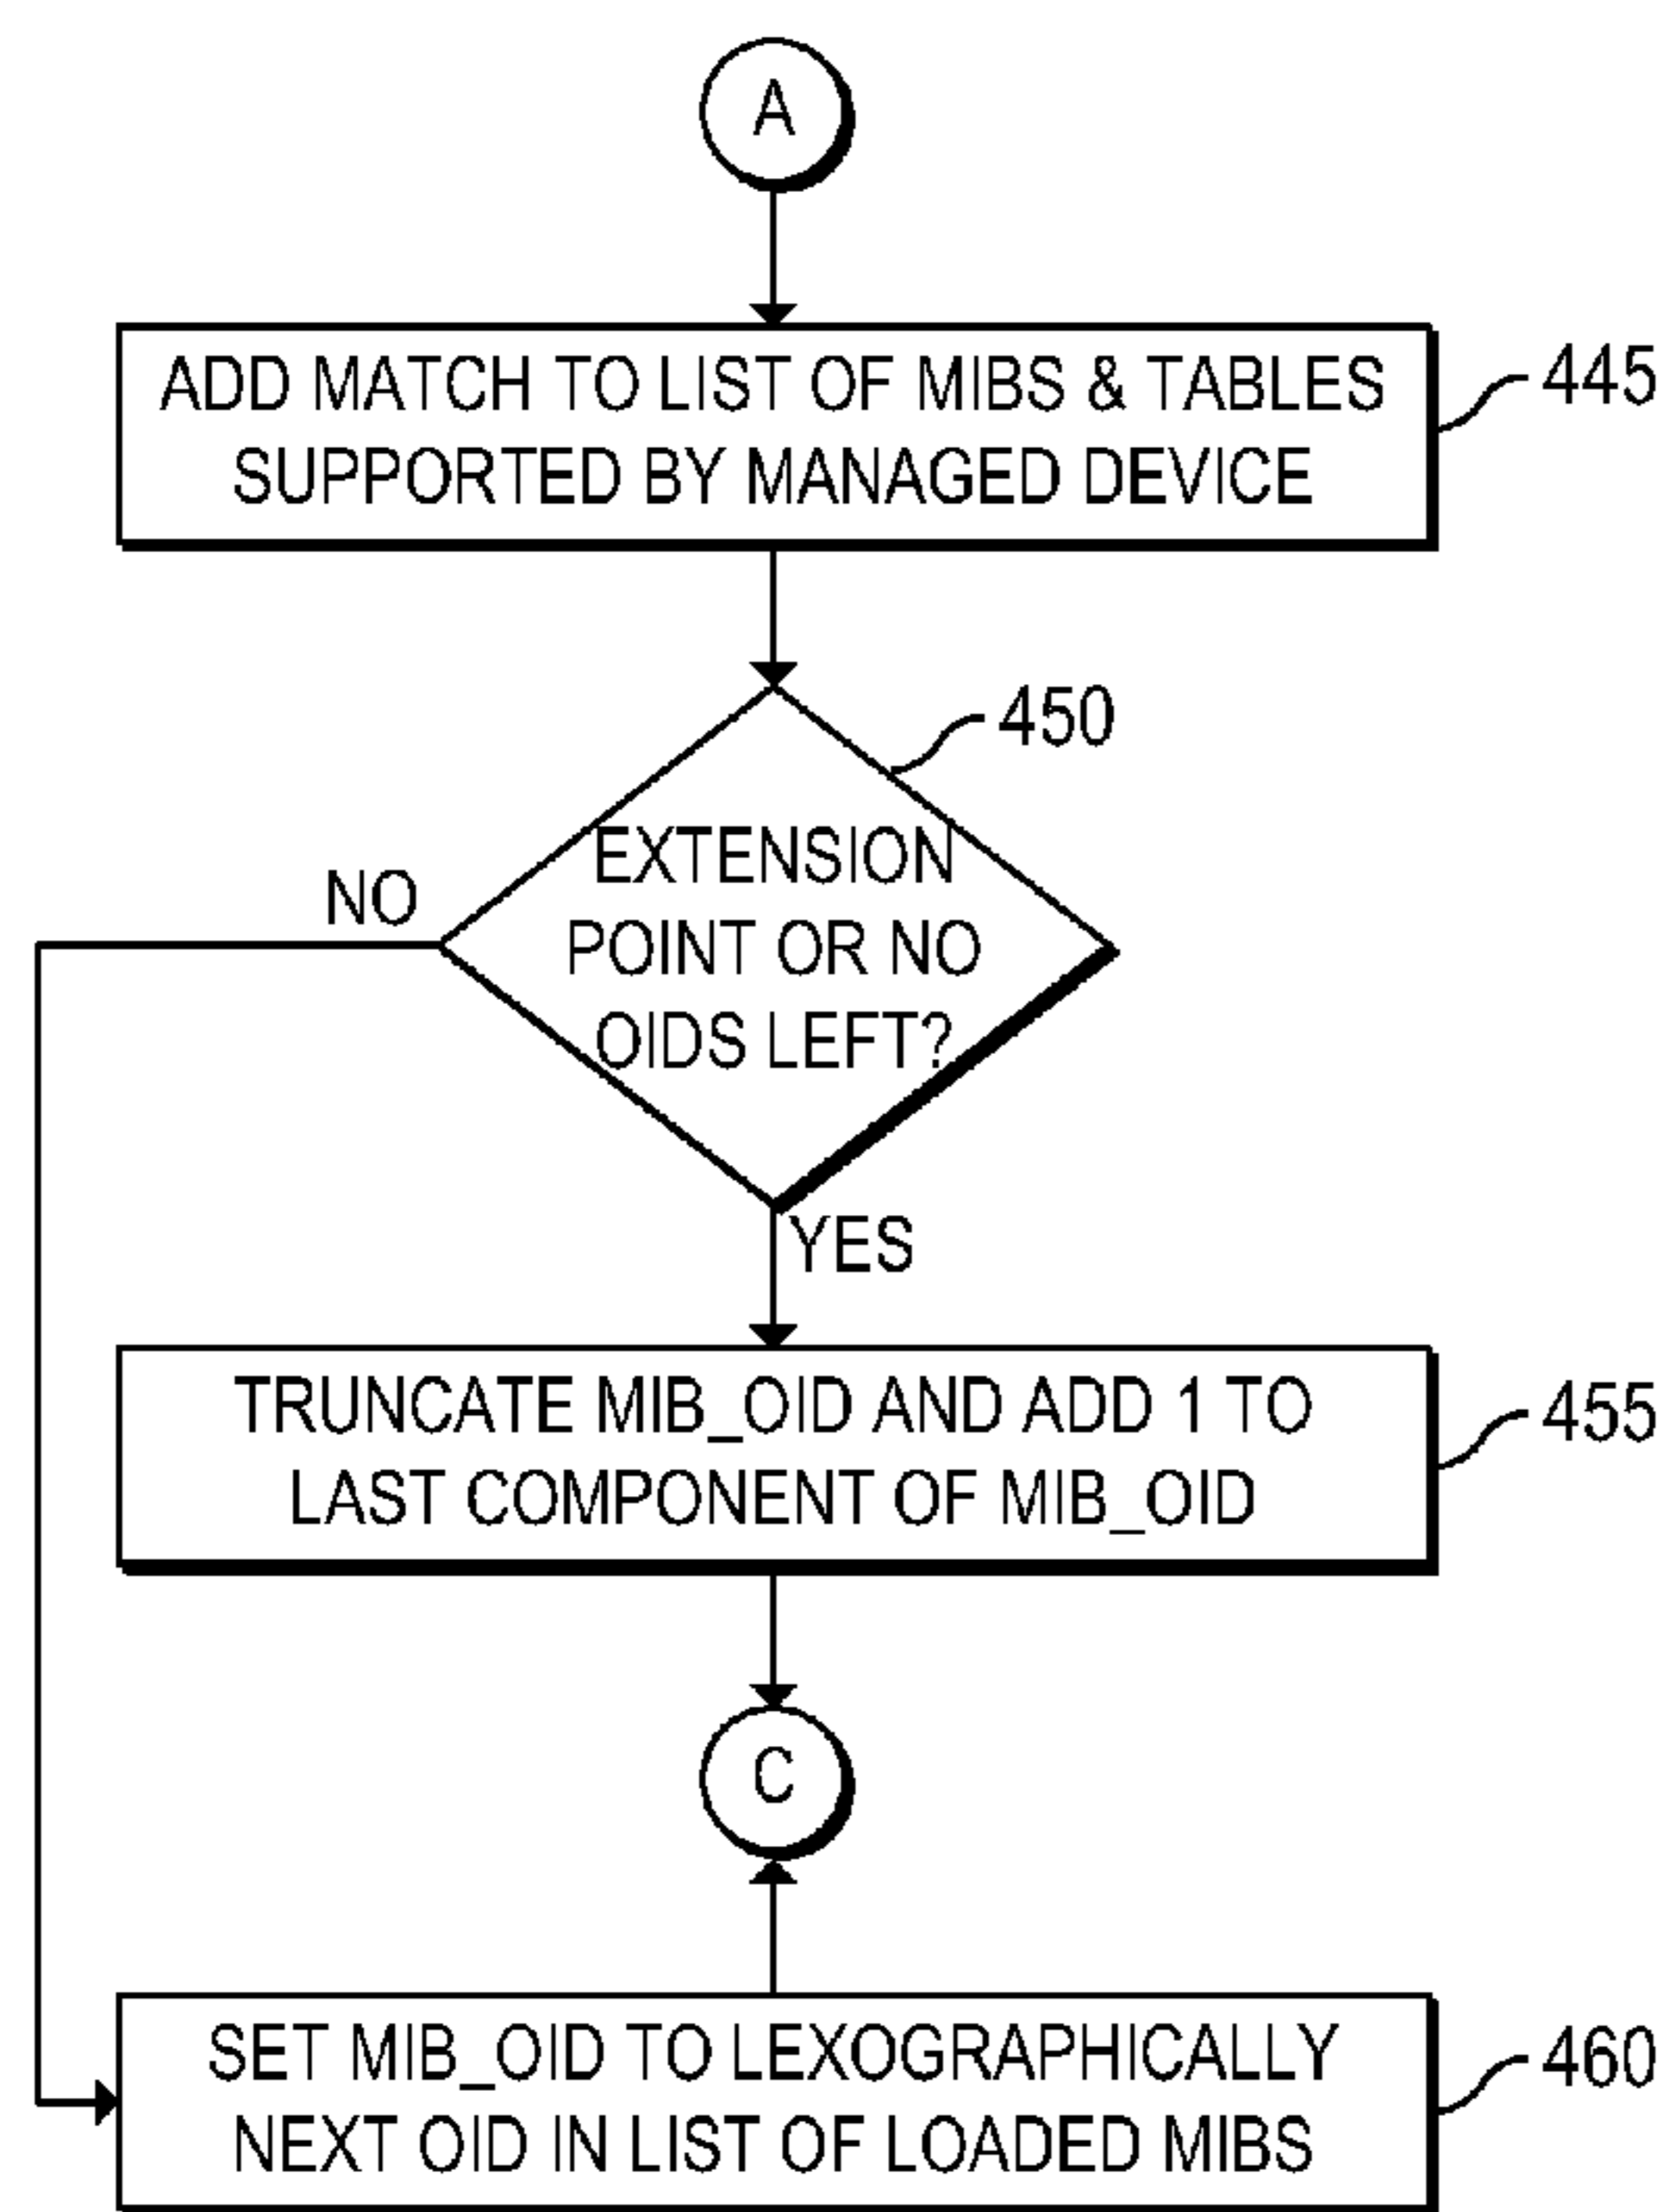 A
ADD MATCH TO LIST OF MIBS & TABLES
SUPPORTED BY MANAGED DEVICE
445
450
EXTENSION
POINT OR NO
OIDS LEFT?
NO
YES
TRUNCATE MIB_OID AND ADD 1 TO
LAST COMPONENT OF MIB_OID
455
C
SET MIB_OID TO LEXOGRAPHICALLY
NEXT OID IN LIST OF LOADED MIBS
460